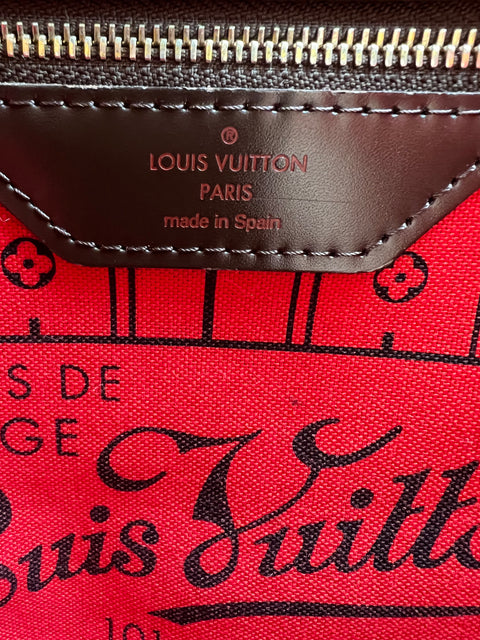 ®
LOUIS VUITTON
PARIS
made in Spain
S DE
GE
ouis Vuitto
101